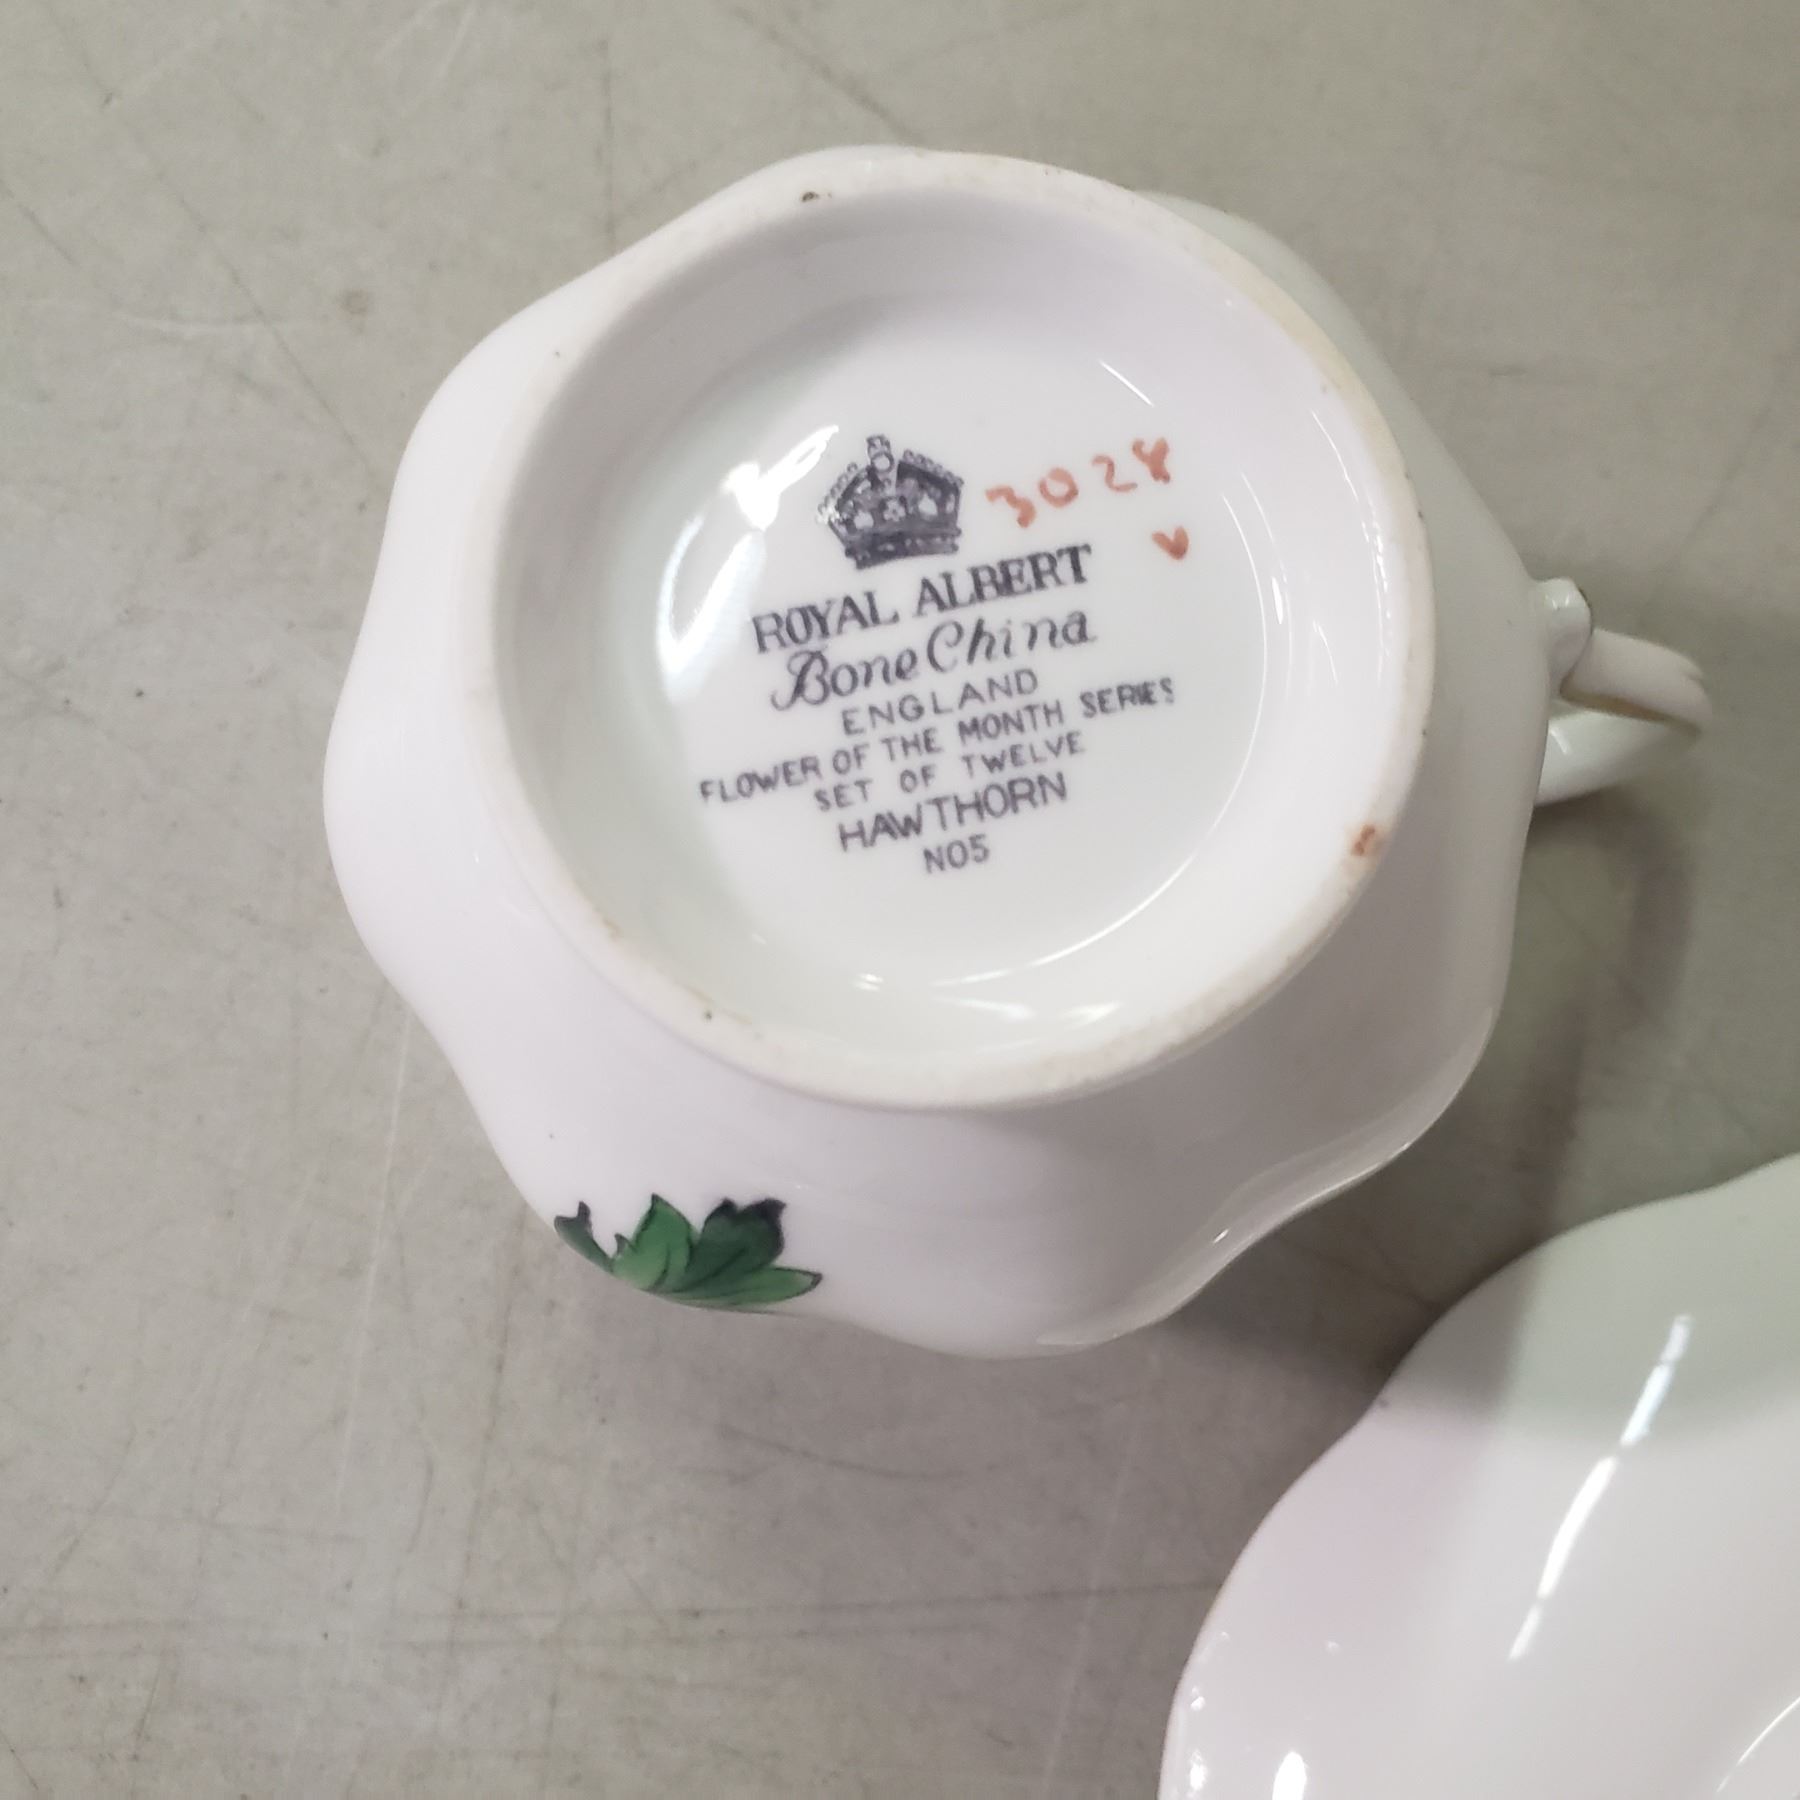 3028
ROYAL ALBERT
Bone China
ENGLAND
FLOWER OF THE MONTH SERIES
SET OF TWELVE
HAWTHORN
NO5